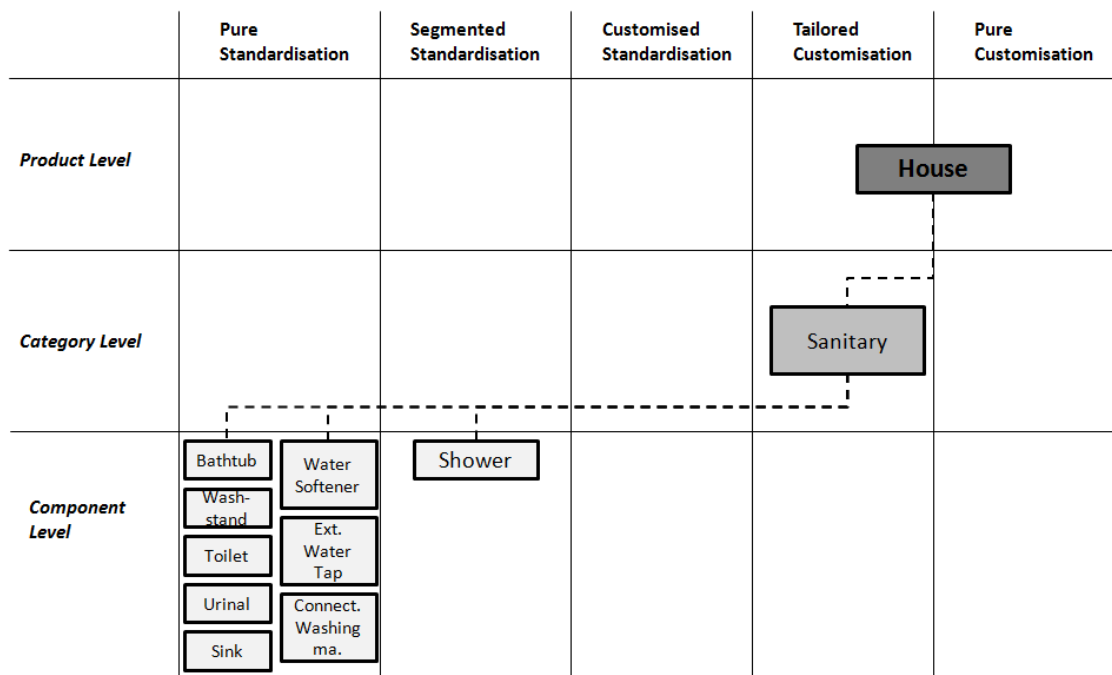 Pure
Standardisation
Segmented
Standardisation
Customised
Standardisation
Tailored
Customisation
Pure
Customisation
Product Level
House
Category Level
Sanitary
Component
Level
Bathtub
Wash-
stand
Toilet
Urinal
Sink
Water
Softener
Ext.
Water
Tap
Connect.
Washing
ma.
Shower